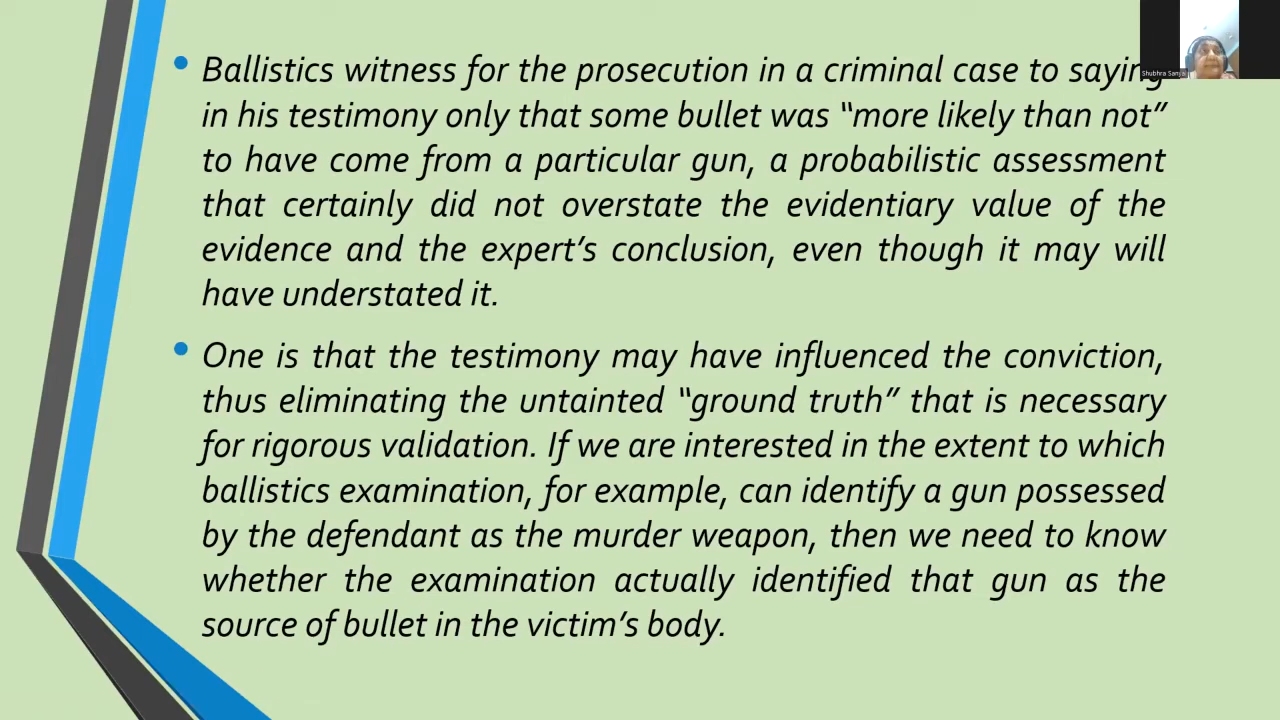 Ballistics witness for the prosecution in a criminal case to saying
in his testimony only that some bullet was “more likely than not”
to have come from a particular gun, a probabilistic assessment
that certainly did not overstate the evidentiary value of the
evidence and the expert’s conclusion, even though it may will
have understated it.
One is that the testimony may have influenced the conviction,
thus eliminating the untainted “ground truth” that is necessary
for rigorous validation. If we are interested in the extent to which
ballistics examination, for example, can identify a gun possessed
by the defendant as the murder weapon, then we need to know
whether the examination actually identified that gun as the
source of bullet in the victim’s body.
Shubhra Sanyal